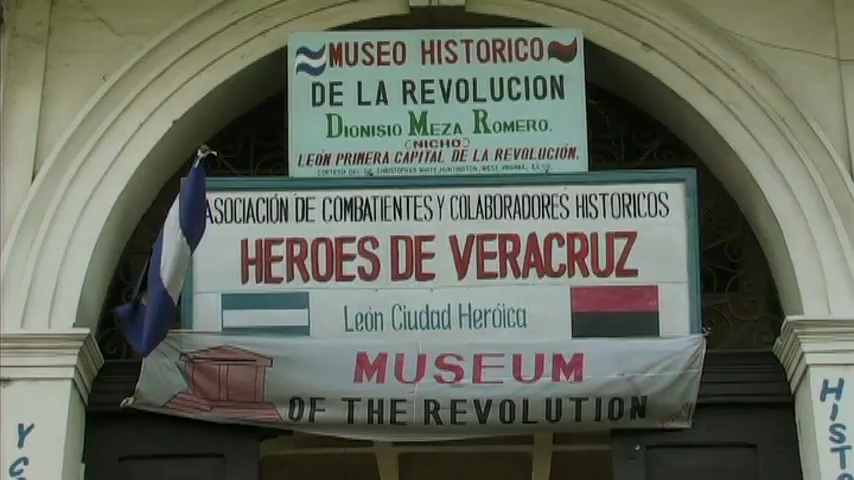 MUSEO HISTORICO
DE LA REVOLUCION
DIONISIO MEZA ROMERO.
(NICHO)
LEÓN PRIMERA CAPITAL DE LA REVOLUCIÓN.
ASOCIACIÓN DE COMBATIENTES Y COLABORADORES HISTORICOS
HEROES DE VERACRUZ
León Ciudad Heróica
MUSEUM
OF THE REVOLUTION
Y
HISTO